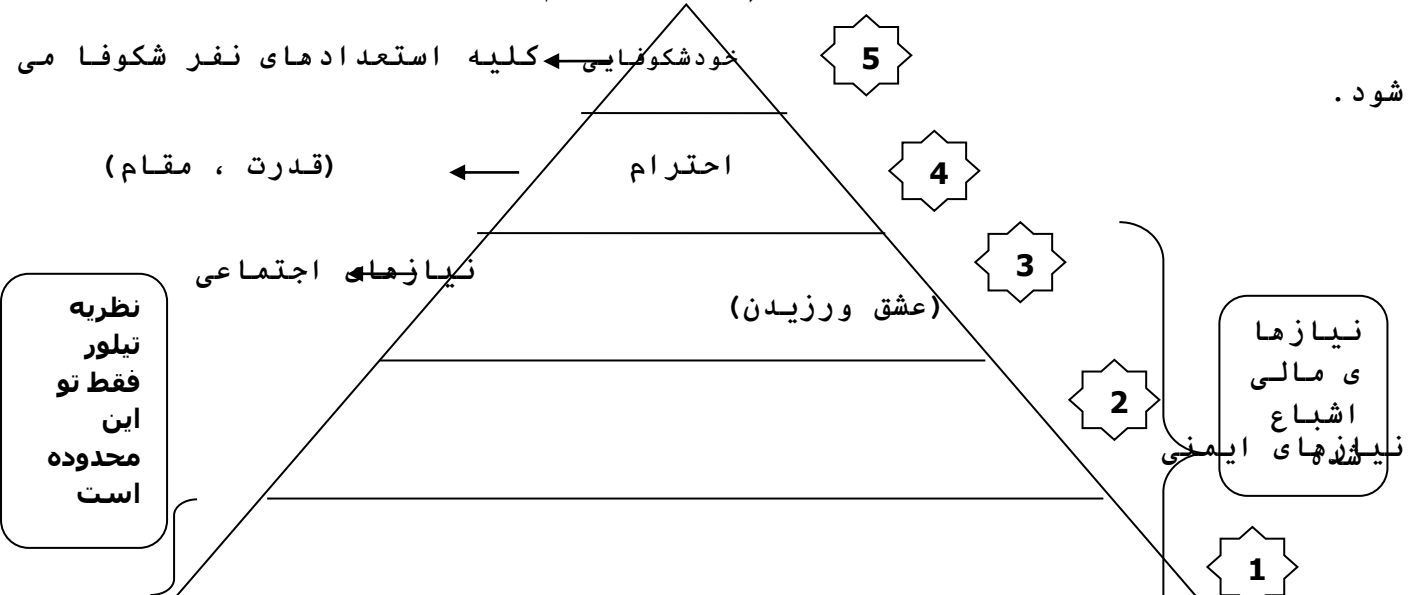 5
خودشکوفایی کلیه استعدادهای نفر شکوفا می
شود.
4
احترام
(قدرت ، مقام)
3
نیازهای اجتماعی
(عشق ورزیدن)
نظریه
تیلور
فقط تو
این
محدوده
است
نیازها
ی مالی
اشباع
شده
2
نیازهای ایمنی
1